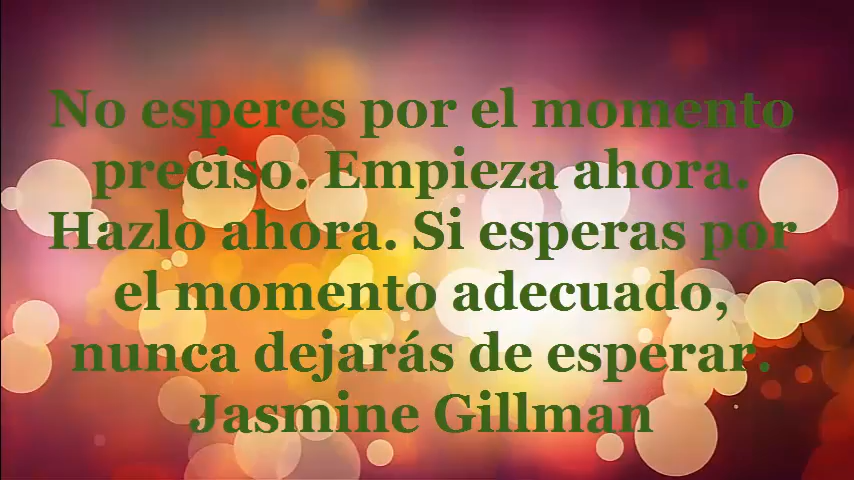 No esperes por el momento
preciso. Empieza ahora.
Hazlo ahora. Si esperas por
el momento adecuado,
nunca dejarás de esperar.
Jasmine Gillman